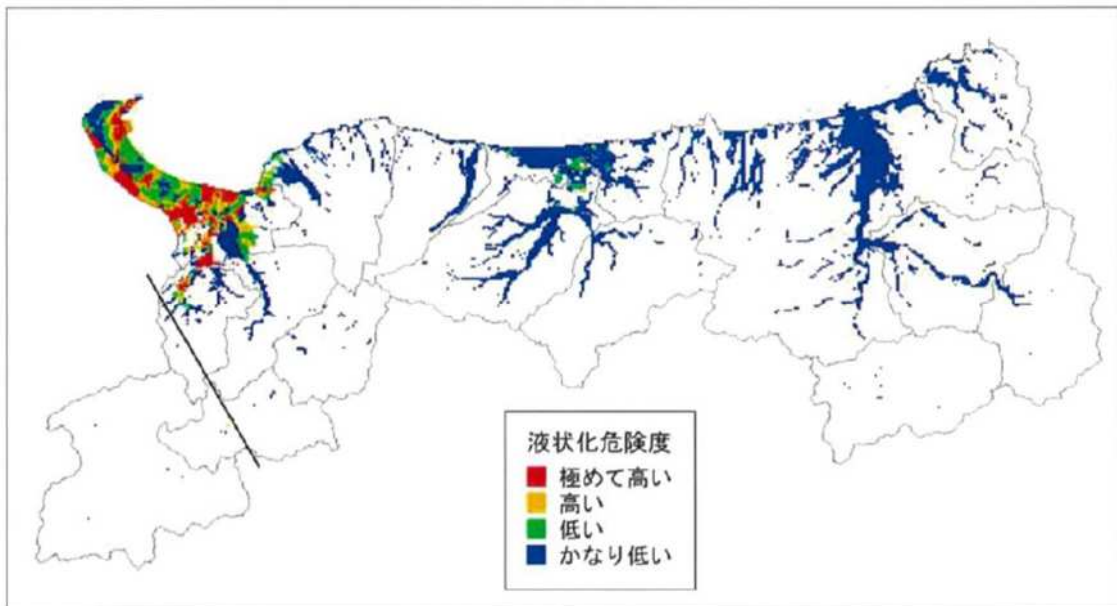 液状化危険度
極めて高い
高い
低い
かなり低い